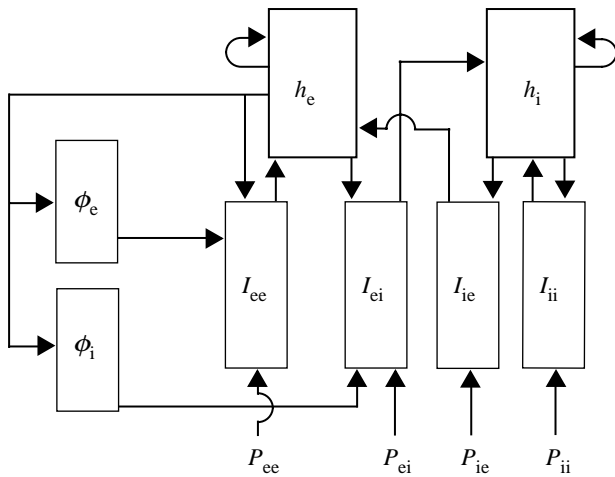 h_e
h_i
ϕ_e
I_ee
I_ei
I_ie
I_ii
ϕ_i
P_ee
P_ei
P_ie
P_ii